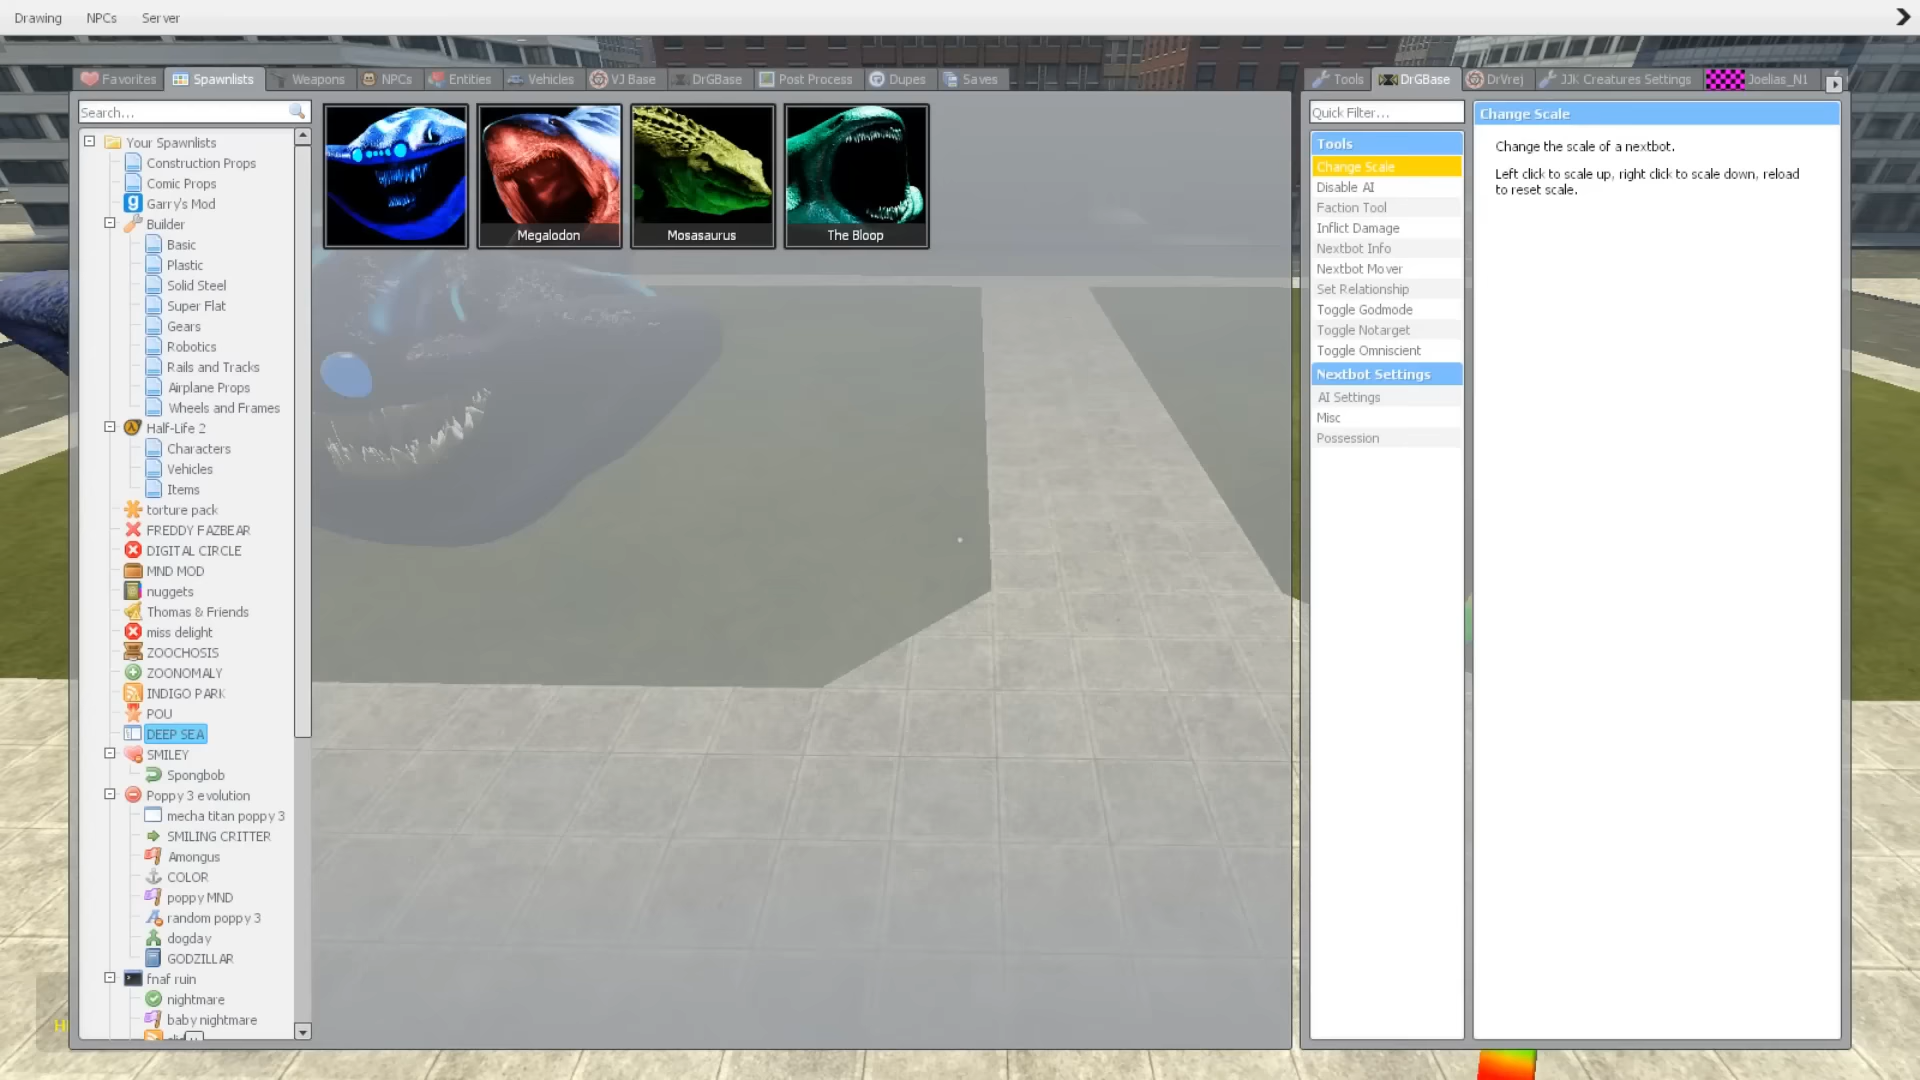 Drawing NPCs Server
Favorites Spawnlists Weapons NPCs Entities Vehicles VJ Base DrGBase Post Process Dupes Saves
Tools DrGBase DrVrej JJK Creatures Settings Joelias_N1
Search...
Your Spawnlists
Construction Props
Comic Props
Garry's Mod
Builder
Basic
Plastic
Solid Steel
Super Flat
Gears
Robotics
Rails and Tracks
Airplane Props
Wheels and Frames
Half-Life 2
Characters
Vehicles
Items
torture pack
FREDDY FAZBEAR
DIGITAL CIRCLE
MND MOD
nuggets
Thomas & Friends
miss delight
ZOOCHOSIS
ZOONOMALY
INDIGO PARK
POU
DEEP SEA
SMILEY
Spongbob
Poppy 3 evolution
mecha titan poppy 3
SMILING CRITTER
Amongus
COLOR
poppy MND
random poppy 3
dogday
GODZILLAR
fnaf ruin
nightmare
baby nightmare
Megalodon
Mosasaurus
The Bloop
Quick Filter...
Tools
Change Scale
Disable AI
Faction Tool
Inflict Damage
Nextbot Info
Nextbot Mover
Set Relationship
Toggle Godmode
Toggle Notarget
Toggle Omniscient
Nextbot Settings
AI Settings
Misc
Possession
Change Scale
Change the scale of a nextbot.
Left click to scale up, right click to scale down, reload
to reset scale.